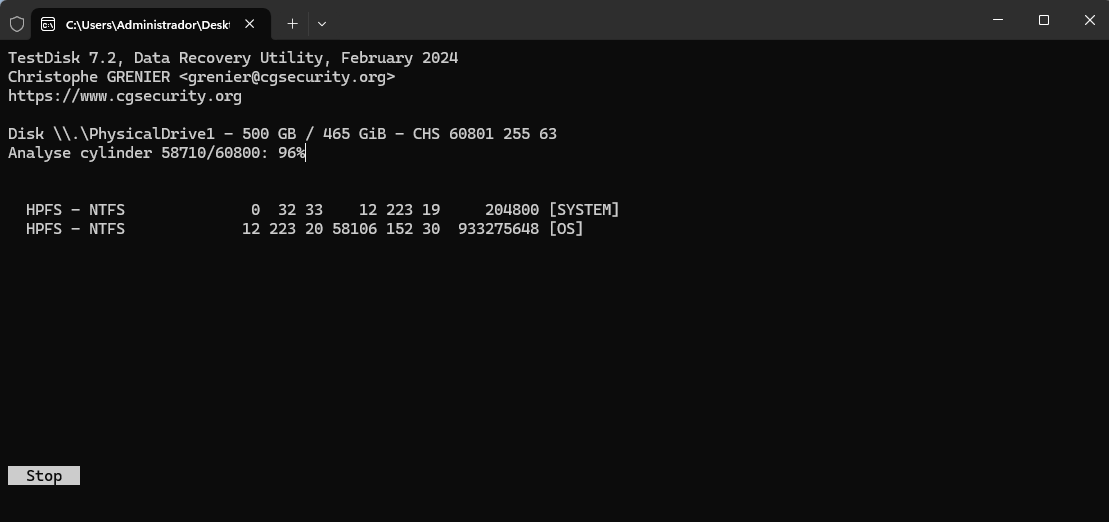 C:\Users\Administrador\Deskt
TestDisk 7.2, Data Recovery Utility, February 2024
Christophe GRENIER <grenier@cgsecurity.org>
https://www.cgsecurity.org
Disk \\.\PhysicalDrive1 - 500 GB / 465 GiB - CHS 60801 255 63
Analyse cylinder 58710/60800: 96%
HPFS - NTFS 0 32 33 12 223 19 204800 [SYSTEM]
HPFS - NTFS 12 223 20 58106 152 30 933275648 [OS]
Stop